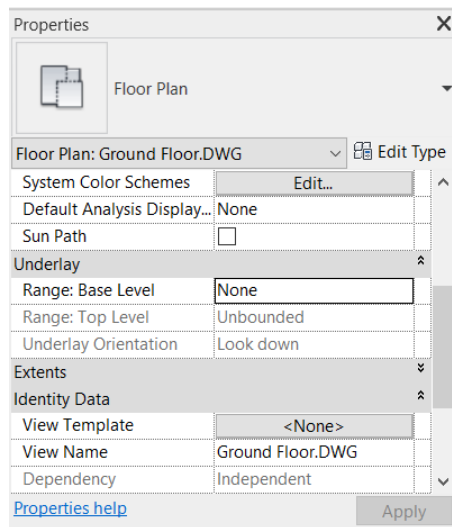 Properties
Floor Plan
Floor Plan: Ground Floor.DWG Edit Type
System Color Schemes Edit...
Default Analysis Display... None
Sun Path
Underlay
Range: Base Level None
Range: Top Level Unbounded
Underlay Orientation Look down
Extents
Identity Data
View Template <None>
View Name Ground Floor.DWG
Dependency Independent
Properties help Apply